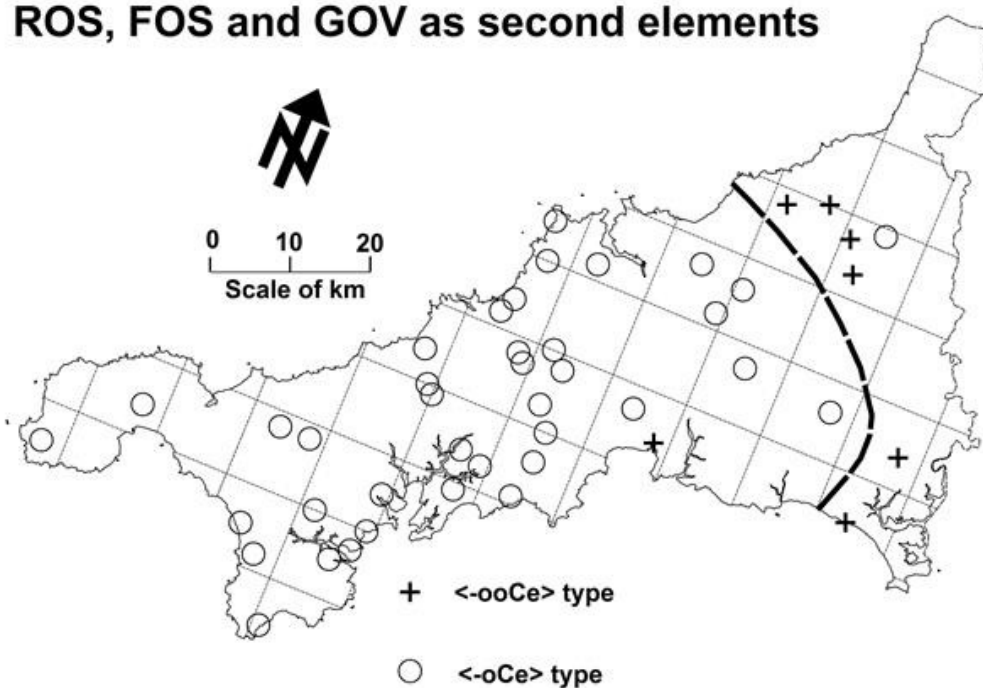 ROS, FOS and GOV as second elements
N
0 10 20
Scale of km
<-ooCe> type
<-oCe> type